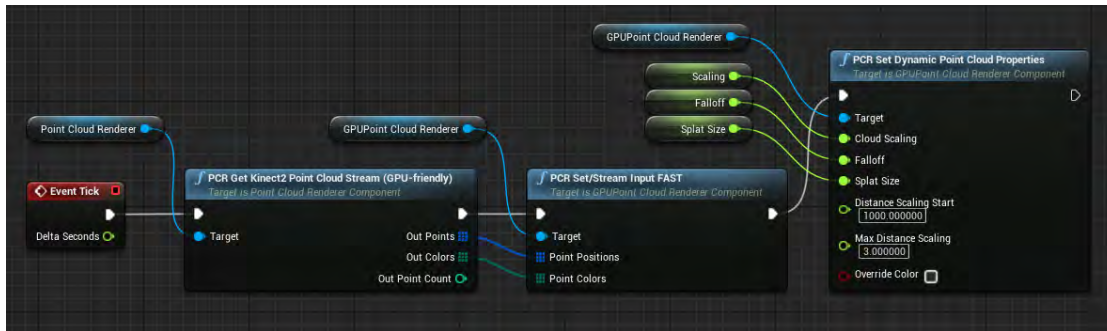 GPUPoint Cloud Renderer
Scaling
Falloff
Splat Size
PCR Set Dynamic Point Cloud Properties
Target is GPUPoint Cloud Renderer Component
Target
Cloud Scaling
Falloff
Splat Size
Distance Scaling Start
1000.000000
Max Distance Scaling
3.000000
Override Color
Point Cloud Renderer
GPUPoint Cloud Renderer
Event Tick
Delta Seconds
PCR Get Kinect2 Point Cloud Stream (GPU-friendly)
Target is Point Cloud Renderer Component
Target
Out Points
Out Colors
Out Point Count
PCR Set/Stream Input FAST
Target is GPUPoint Cloud Renderer Component
Target
Point Positions
Point Colors